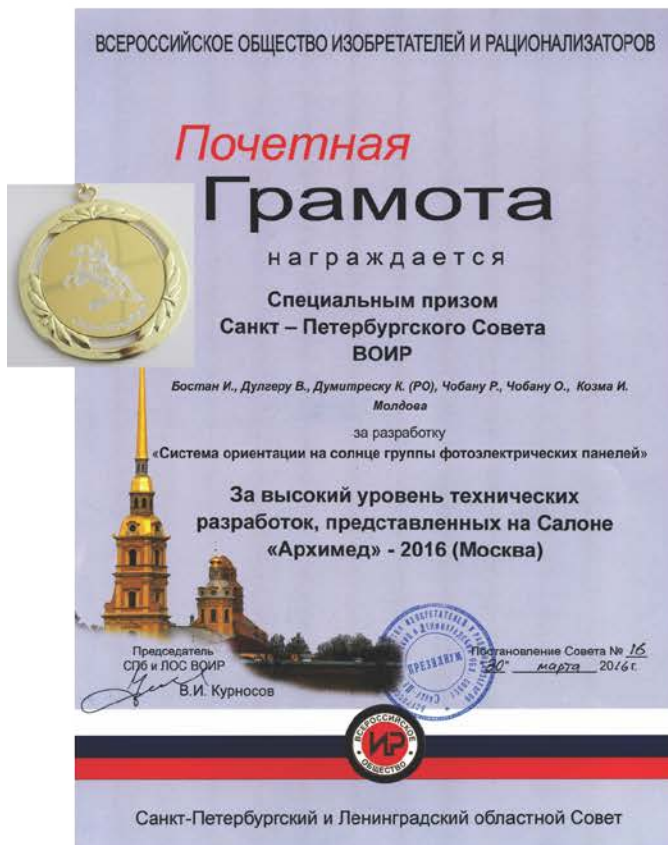 ВСЕРОССИЙСКОЕ ОБЩЕСТВО ИЗОБРЕТАТЕЛЕЙ И РАЦИОНАЛИЗАТОРОВ
Почетная
Грамота
награждается
Специальным призом
Санкт – Петербургского Совета
ВОИР
Бостан И., Дулгеру В., Думитреску К. (РО), Чобану Р., Чобану О., Козма И.
Молдова
за разработку
«Система ориентации на солнце группы фотоэлектрических панелей»
За высокий уровень технических
разработок, представленных на Салоне
«Архимед» - 2016 (Москва)
Председатель
СПб и ЛОС ВОИР
В.И. Курносов
ПРЕЗИДИУМ
Постановление Совета № 16
"30" марта 2016 г.
ВСЕРОССИЙСКОЕ
ИР
ОБЩЕСТВО
Санкт-Петербургский и Ленинградский областной Совет